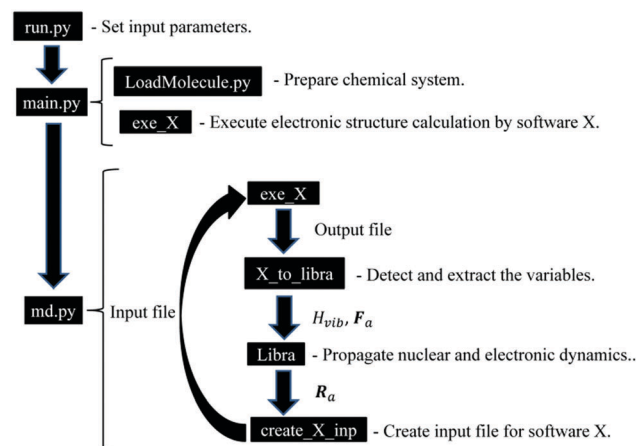 run.py - Set input parameters.
LoadMolecule.py - Prepare chemical system.
main.py
exe_X - Execute electronic structure calculation by software X.
exe_X
Output file
X_to_libra - Detect and extract the variables.
md.py
Input file
H_vib, F_a
Libra - Propagate nuclear and electronic dynamics..
R_a
create_X_inp - Create input file for software X.